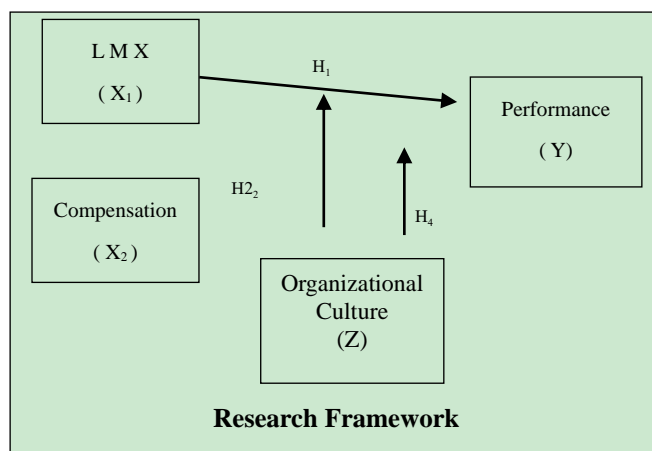 L M X
( X₁ )
H₁
Performance
( Y)
Compensation
( X₂ )
H2₂
H₄
Organizational
Culture
(Z)
Research Framework